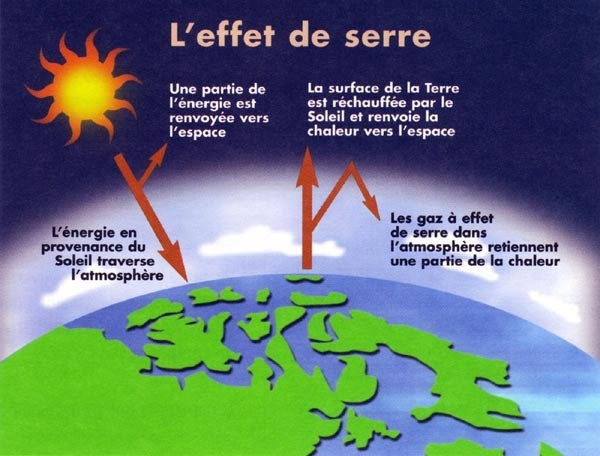 L'effet de serre
Une partie de
l'énergie est
renvoyée vers
l'espace
La surface de la Terre
est réchauffée par le
Soleil et renvoie la
chaleur vers l'espace
L'énergie en
provenance du
Soleil traverse
l'atmosphère
Les gaz à effet
de serre dans
l'atmosphère retiennent
une partie de la chaleur